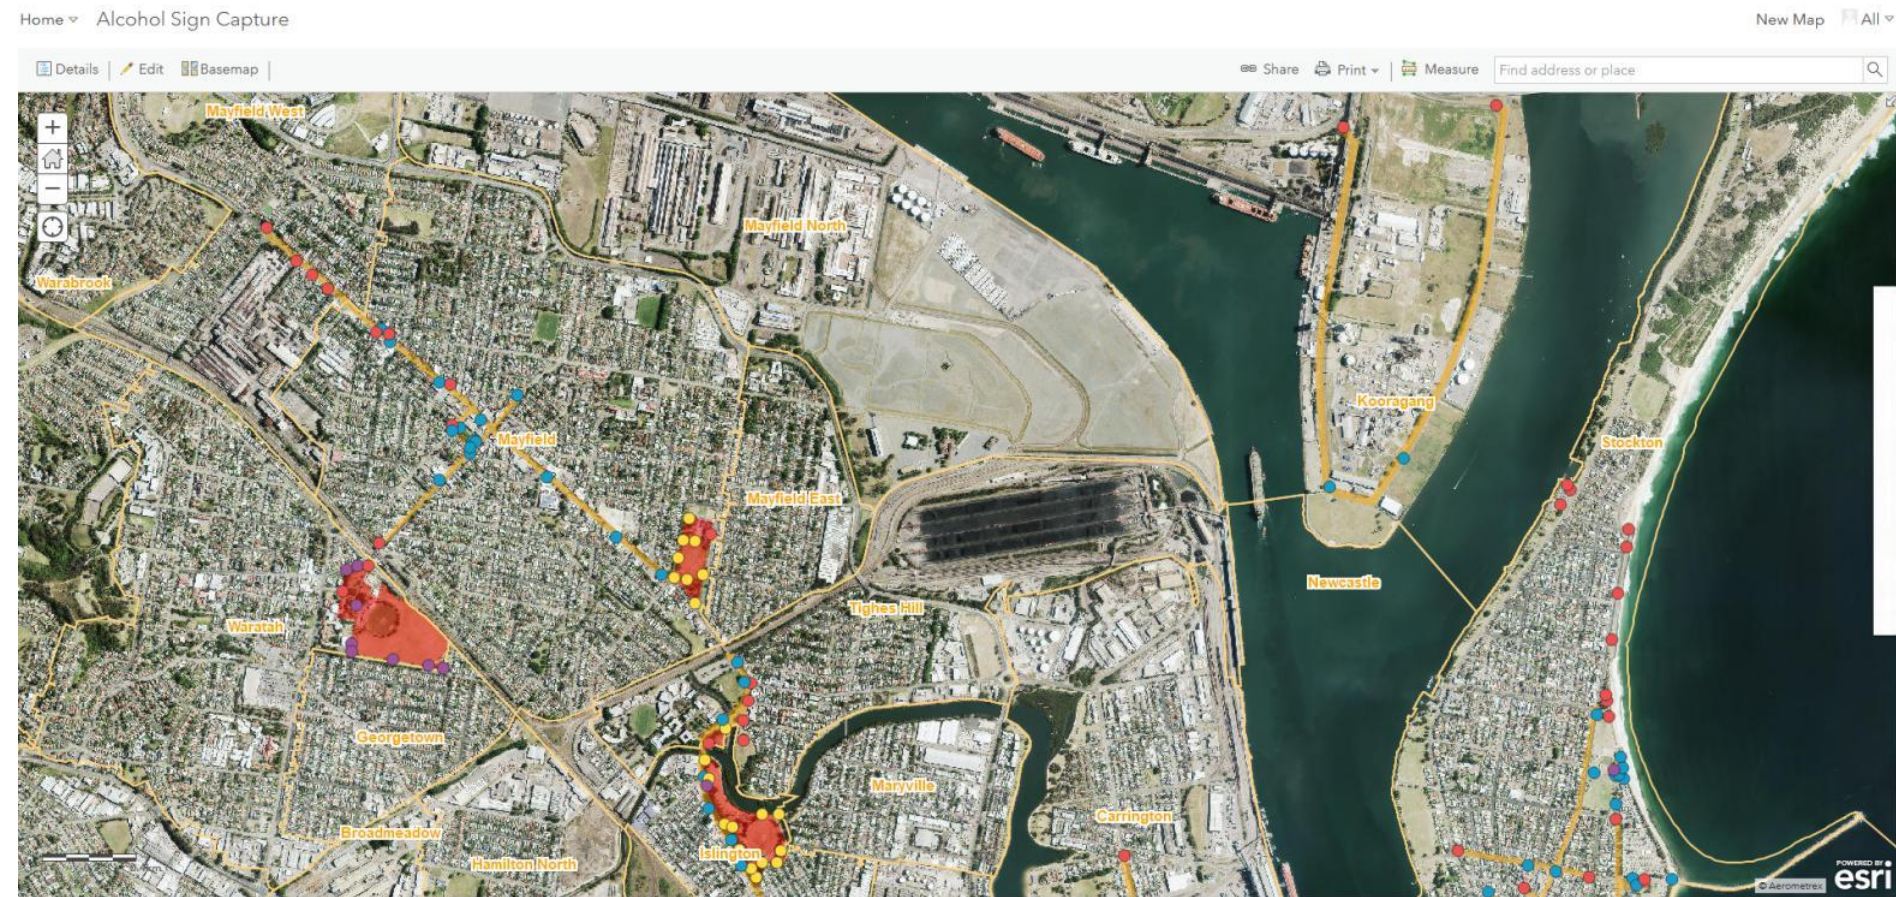 Home Alcohol Sign Capture New Map All
Details Edit Basemap Share Print Measure Find address or place
Mayfield West
Mayfield North
Warabrook
Kooragang
Mayfield
Stockton
Mayfield East
Newcastle
Tighes Hill
Waratah
Georgetown
Maryville
Carrington
Broadmeadow
Islington
Hamilton North
POWERED BY
esri
© Aerometrex